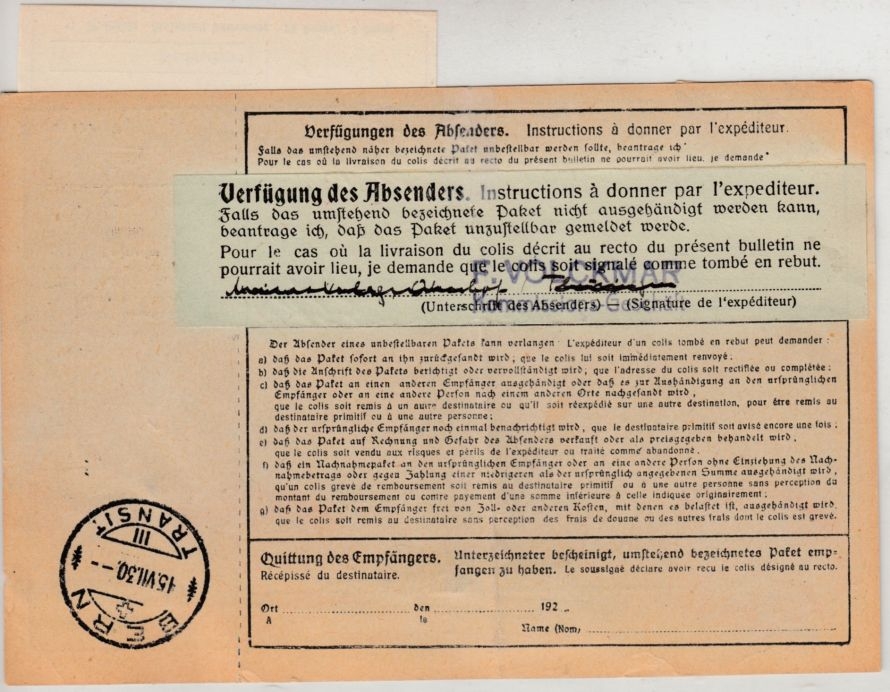 Verfügungen des Absenders. Instructions à donner par l'expéditeur.
Falls das umstehend näher bezeichnete Paket unbestellbar werden sollte, beantrage ich*
Pour le cas où la livraison du colis décrit au recto du présent bulletin ne pourrait avoir lieu, je demande*
Verfügung des Absenders. Instructions à donner par l'expediteur.
Falls das umstehend bezeichnete Paket nicht ausgehändigt werden kann,
beantrage ich, daß das Paket unzustellbar gemeldet werde.
Pour le cas où la livraison du colis décrit au recto du présent bulletin ne
pourrait avoir lieu, je demande que le colis soit signalé comme tombé en rebut.
F. VOLCKMAR
(Unterschrift des Absenders) — (Signature de l'expéditeur)
Der Absender eines unbestellbaren Pakets kann verlangen: L'expéditeur d'un colis tombé en rebut peut demander:
a) daß das Paket sofort an ihn zurückgesandt wird; que le colis lui soit immédiatement renvoyé;
b) daß die Anschrift des Pakets berichtigt oder vervollständigt wird, que l'adresse du colis soit rectifiée ou complétée;
c) daß das Paket an einen anderen Empfänger ausgehändigt oder daß es zur Aushändigung an den ursprünglichen
Empfänger oder an eine andere Person nach einem anderen Orte nachgesandt wird,
que le colis soit remis à un autre destinataire ou qu'il soit réexpédié sur une autre destination, pour être remis au
destinataire primitif ou à une autre personne;
d) daß der ursprüngliche Empfänger noch einmal benachrichtigt wird, que le destinataire primitif soit avisé encore une fois;
e) daß das Paket auf Rechnung und Gefahr des Absenders verkauft oder als preisgegeben behandelt wird,
que le colis soit vendu aux risques et périls de l'expéditeur ou traité comme abandonné.
f) daß ein Nachnahmepaket an den ursprünglichen Empfänger oder an eine andere Person ohne Einziehung des Nach-
nahmebetrags oder gegen Zahlung einer niedrigeren als der ursprünglich angegebenen Summe ausgehändigt wird,
qu'un colis grevé de remboursement soit remis au destinataire primitif ou à une autre personne sans perception du
montant du remboursement ou contre payement d'une somme inférieure à celle indiquée originairement;
g) daß das Paket dem Empfänger frei von Zoll- oder anderen Kosten, mit denen es belastet ist, ausgehändigt wird,
que le colis soit remis au destinataire sans perception des frais de douane ou des autres frais dont le colis est grevé.
Quittung des Empfängers. Unterzeichneter bescheinigt, umstehend bezeichnetes Paket emp-
fangen zu haben. Le soussigné déclare avoir recu le colis désigné au recto.
Récépissé du destinataire.
Ort den 192
à le
Name (Nom)
TRANSIT
III
15.VII.30.--
BERN